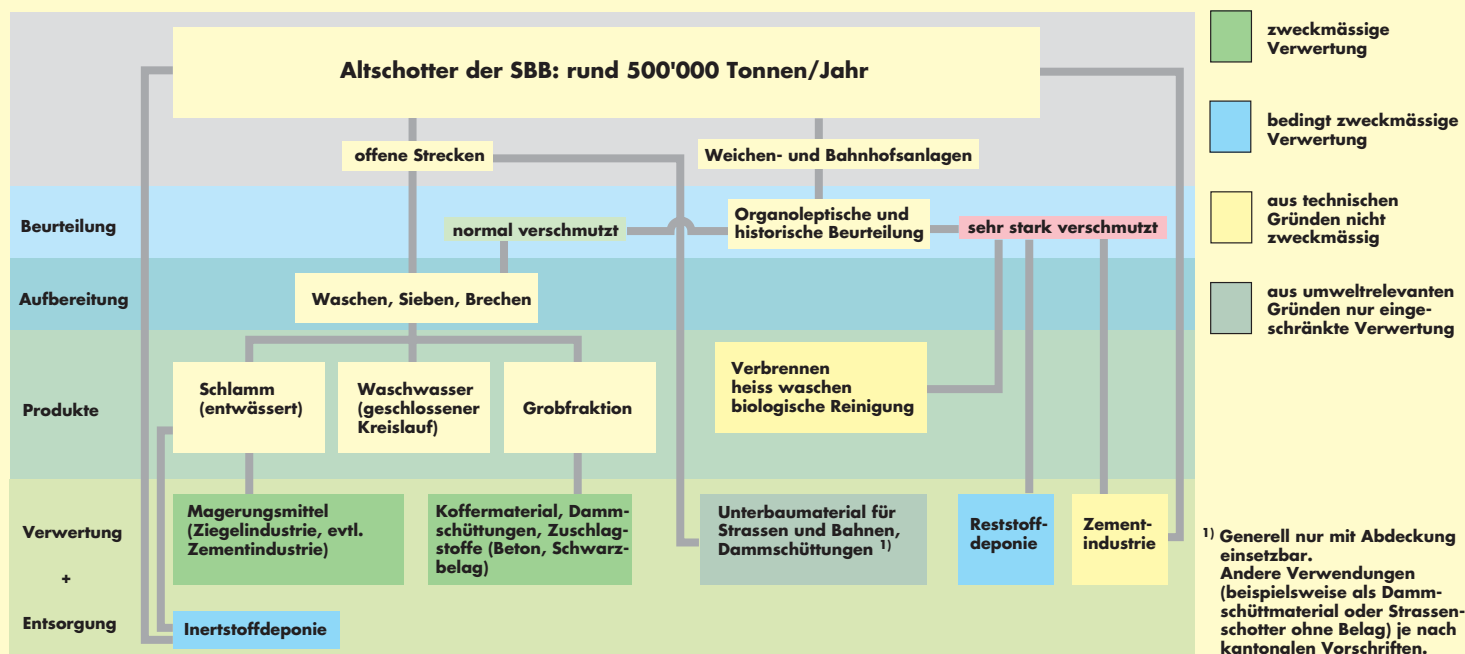 Altschotter der SBB: rund 500'000 Tonnen/Jahr
offene Strecken
Weichen- und Bahnhofsanlagen
Beurteilung
normal verschmutzt
Organoleptische und
historische Beurteilung
sehr stark verschmutzt
Aufbereitung
Waschen, Sieben, Brechen
Produkte
Schlamm
(entwässert)
Waschwasser
(geschlossener
Kreislauf)
Grobfraktion
Verbrennen
heiss waschen
biologische Reinigung
Verwertung
+
Entsorgung
Magerungsmittel
(Ziegelindustrie, evtl.
Zementindustrie)
Koffermaterial, Damm-
schüttungen, Zuschlag-
stoffe (Beton, Schwarz-
belag)
Unterbaumaterial für
Strassen und Bahnen,
Dammschüttungen 1)
Reststoff-
deponie
Zement-
industrie
Inertstoffdeponie
zweckmässige
Verwertung
bedingt zweckmässige
Verwertung
aus technischen
Gründen nicht
zweckmässig
aus umweltrelevanten
Gründen nur einge-
schränkte Verwertung
1) Generell nur mit Abdeckung
einsetzbar.
Andere Verwendungen
(beispielsweise als Damm-
schüttmaterial oder Strassen-
schotter ohne Belag) je nach
kantonalen Vorschriften.